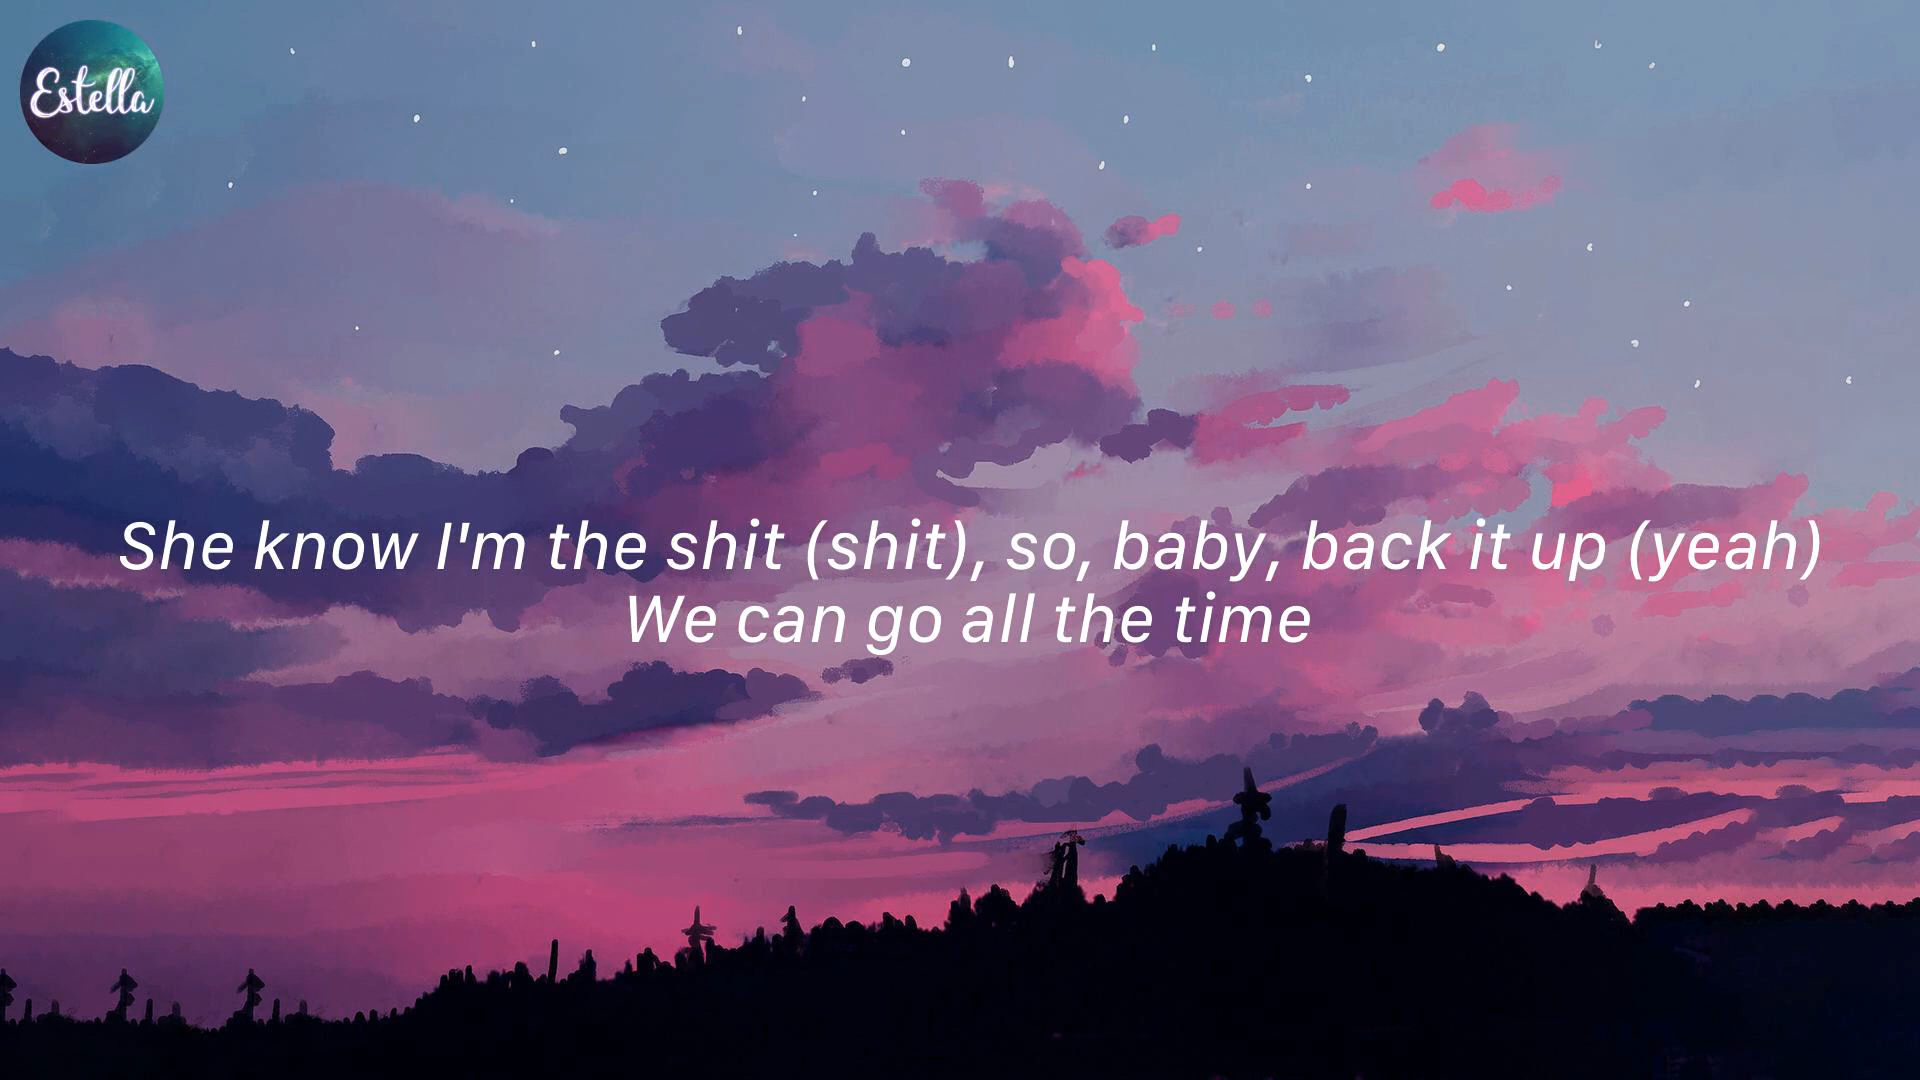 Estella
She know I'm the shit (shit), so, baby, back it up (yeah)
We can go all the time